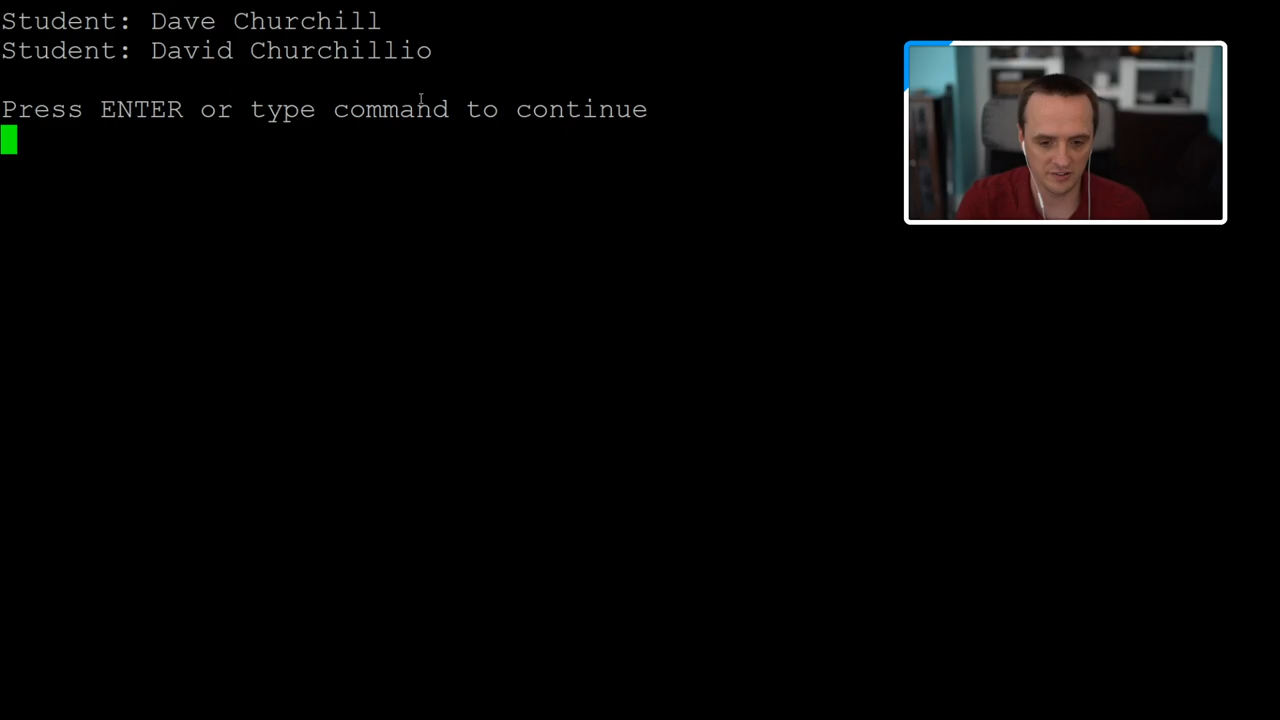 Student: Dave Churchill
Student: David Churchillio
Press ENTER or type command to continue